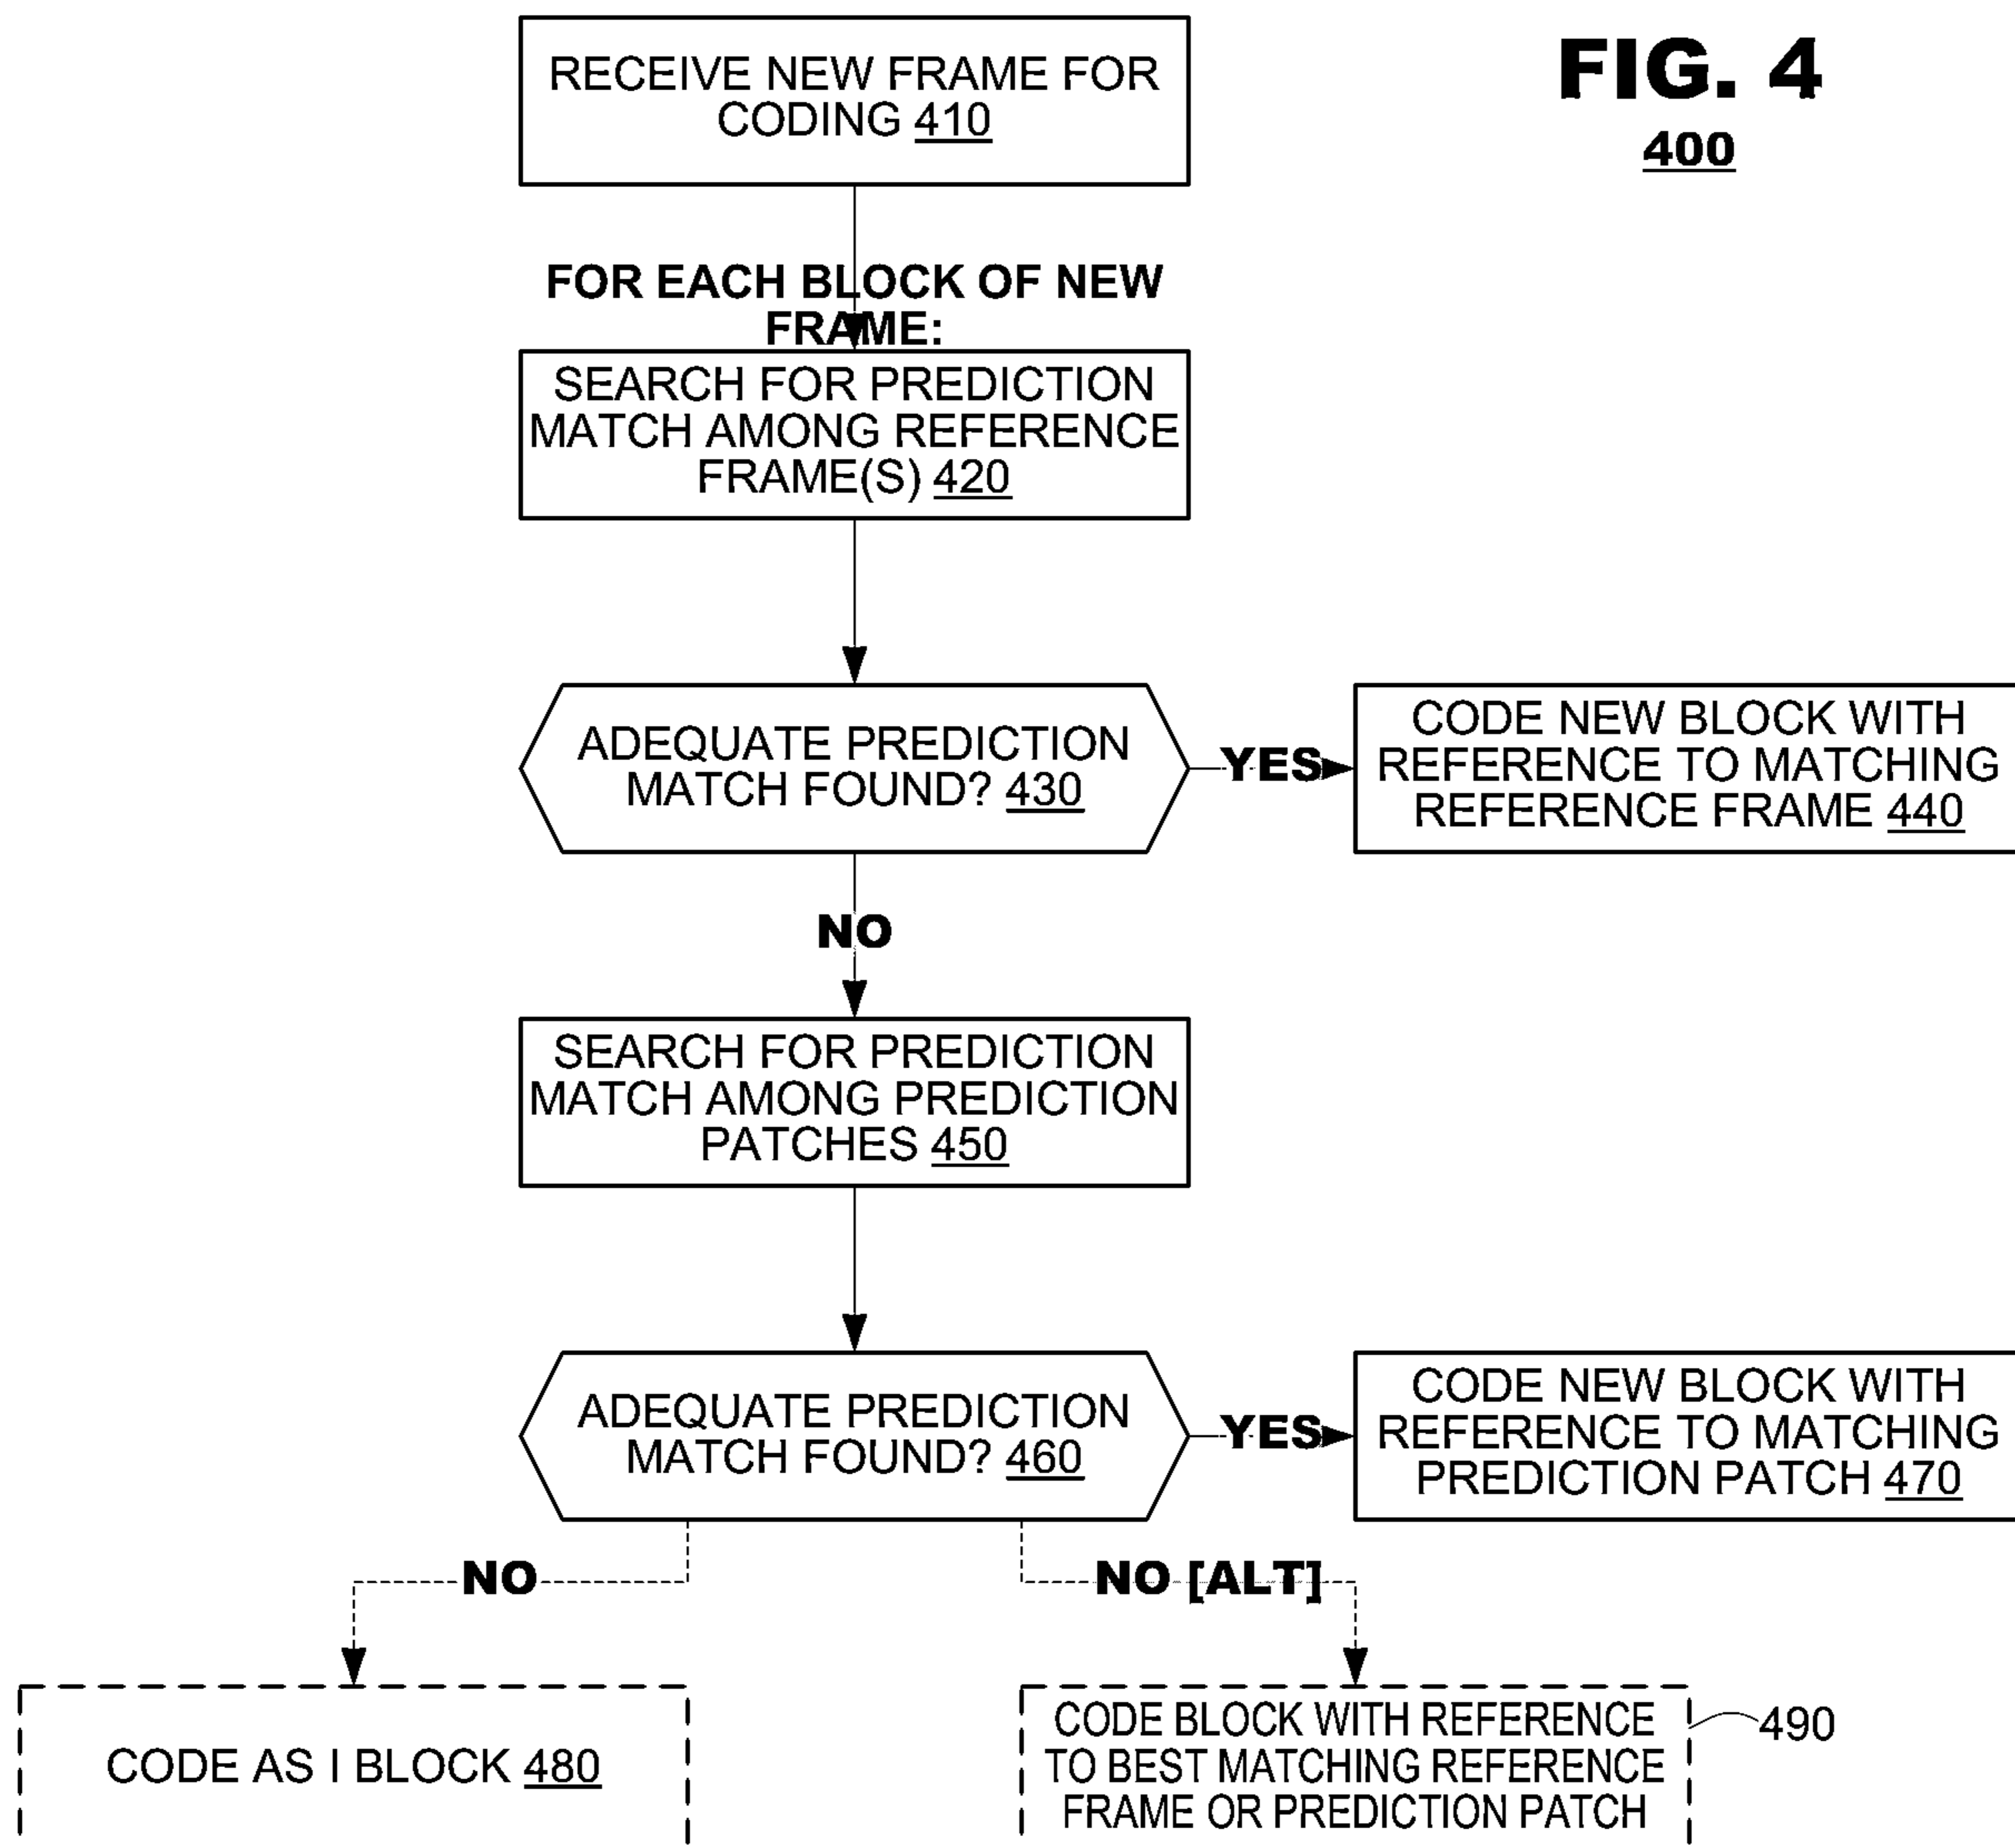 FIG. 4
400
RECEIVE NEW FRAME FOR
CODING 410
FOR EACH BLOCK OF NEW
FRAME:
SEARCH FOR PREDICTION
MATCH AMONG REFERENCE
FRAME(S) 420
ADEQUATE PREDICTION
MATCH FOUND? 430
YES
CODE NEW BLOCK WITH
REFERENCE TO MATCHING
REFERENCE FRAME 440
NO
SEARCH FOR PREDICTION
MATCH AMONG PREDICTION
PATCHES 450
ADEQUATE PREDICTION
MATCH FOUND? 460
YES
CODE NEW BLOCK WITH
REFERENCE TO MATCHING
PREDICTION PATCH 470
NO
NO [ALT]
CODE AS I BLOCK 480
CODE BLOCK WITH REFERENCE
TO BEST MATCHING REFERENCE
FRAME OR PREDICTION PATCH
490